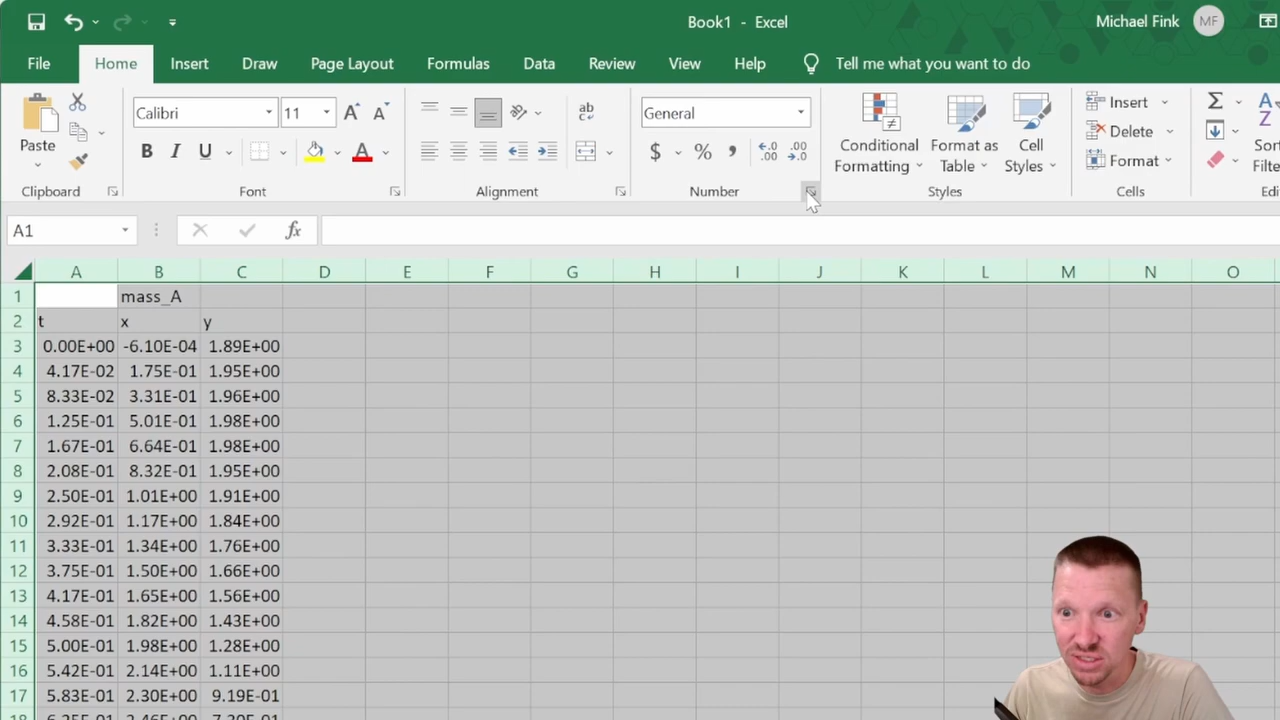 Book1 - Excel
Michael Fink MF
File Home Insert Draw Page Layout Formulas Data Review View Help Tell me what you want to do
Paste
Calibri 11
ab
General
Conditional Formatting
Format as Table
Cell Styles
Insert
Delete
Format
B I U A $ % , .00 .00
Clipboard Font Alignment Number Styles Cells
A1 fx
A B C D E F G H I J K L M N O
1 mass_A
2 t x y
3 0.00E+00 -6.10E-04 1.89E+00
4 4.17E-02 1.75E-01 1.95E+00
5 8.33E-02 3.31E-01 1.96E+00
6 1.25E-01 5.01E-01 1.98E+00
7 1.67E-01 6.64E-01 1.98E+00
8 2.08E-01 8.32E-01 1.95E+00
9 2.50E-01 1.01E+00 1.91E+00
10 2.92E-01 1.17E+00 1.84E+00
11 3.33E-01 1.34E+00 1.76E+00
12 3.75E-01 1.50E+00 1.66E+00
13 4.17E-01 1.65E+00 1.56E+00
14 4.58E-01 1.82E+00 1.43E+00
15 5.00E-01 1.98E+00 1.28E+00
16 5.42E-01 2.14E+00 1.11E+00
17 5.83E-01 2.30E+00 9.19E-01